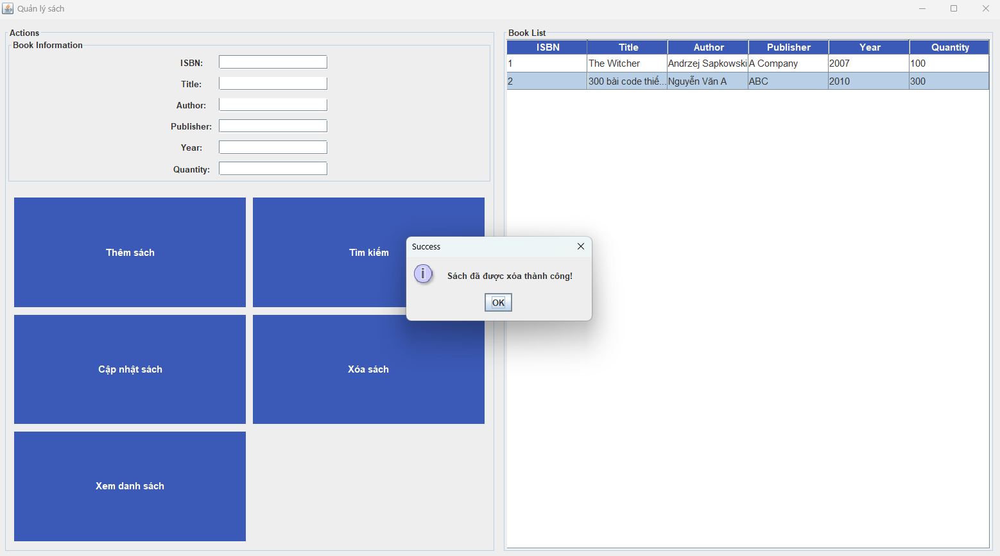 Quản lý sách
Actions
Book Information
ISBN:
Title:
Author:
Publisher:
Year:
Quantity:
Thêm sách
Tìm kiếm
Cập nhật sách
Xóa sách
Xem danh sách
Book List
ISBN Title Author Publisher Year Quantity
1 The Witcher Andrzej Sapkowski A Company 2007 100
2 300 bài code thiế... Nguyễn Văn A ABC 2010 300
Success
Sách đã được xóa thành công!
OK